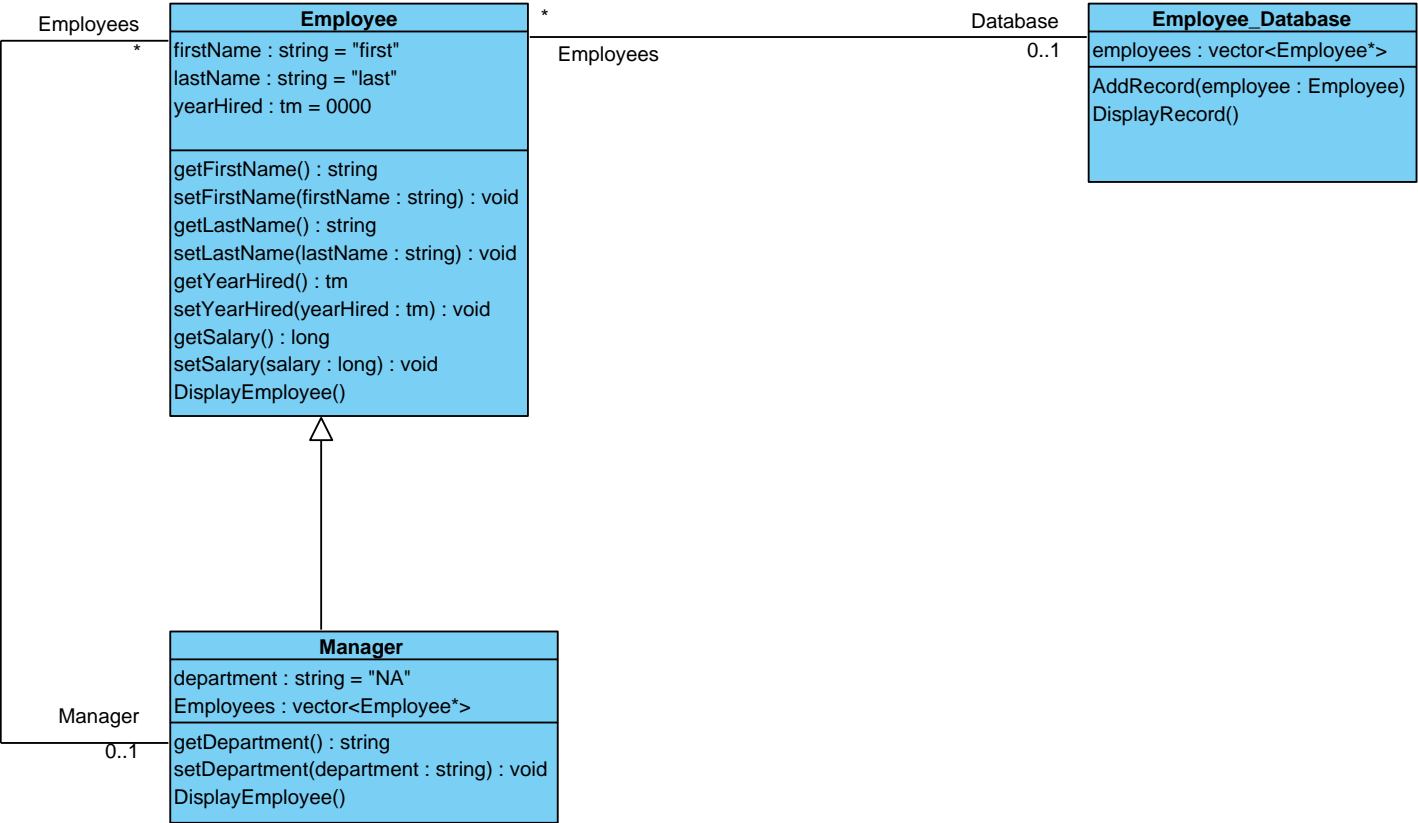 Employees
*
Employee
firstName : string = "first"
lastName : string = "last"
yearHired : tm = 0000
getFirstName() : string
setFirstName(firstName : string) : void
getLastName() : string
setLastName(lastName : string) : void
getYearHired() : tm
setYearHired(yearHired : tm) : void
getSalary() : long
setSalary(salary : long) : void
DisplayEmployee()
*
Employees
Database
0..1
Employee_Database
employees : vector<Employee*>
AddRecord(employee : Employee)
DisplayRecord()
Manager
0..1
Manager
department : string = "NA"
Employees : vector<Employee*>
getDepartment() : string
setDepartment(department : string) : void
DisplayEmployee()